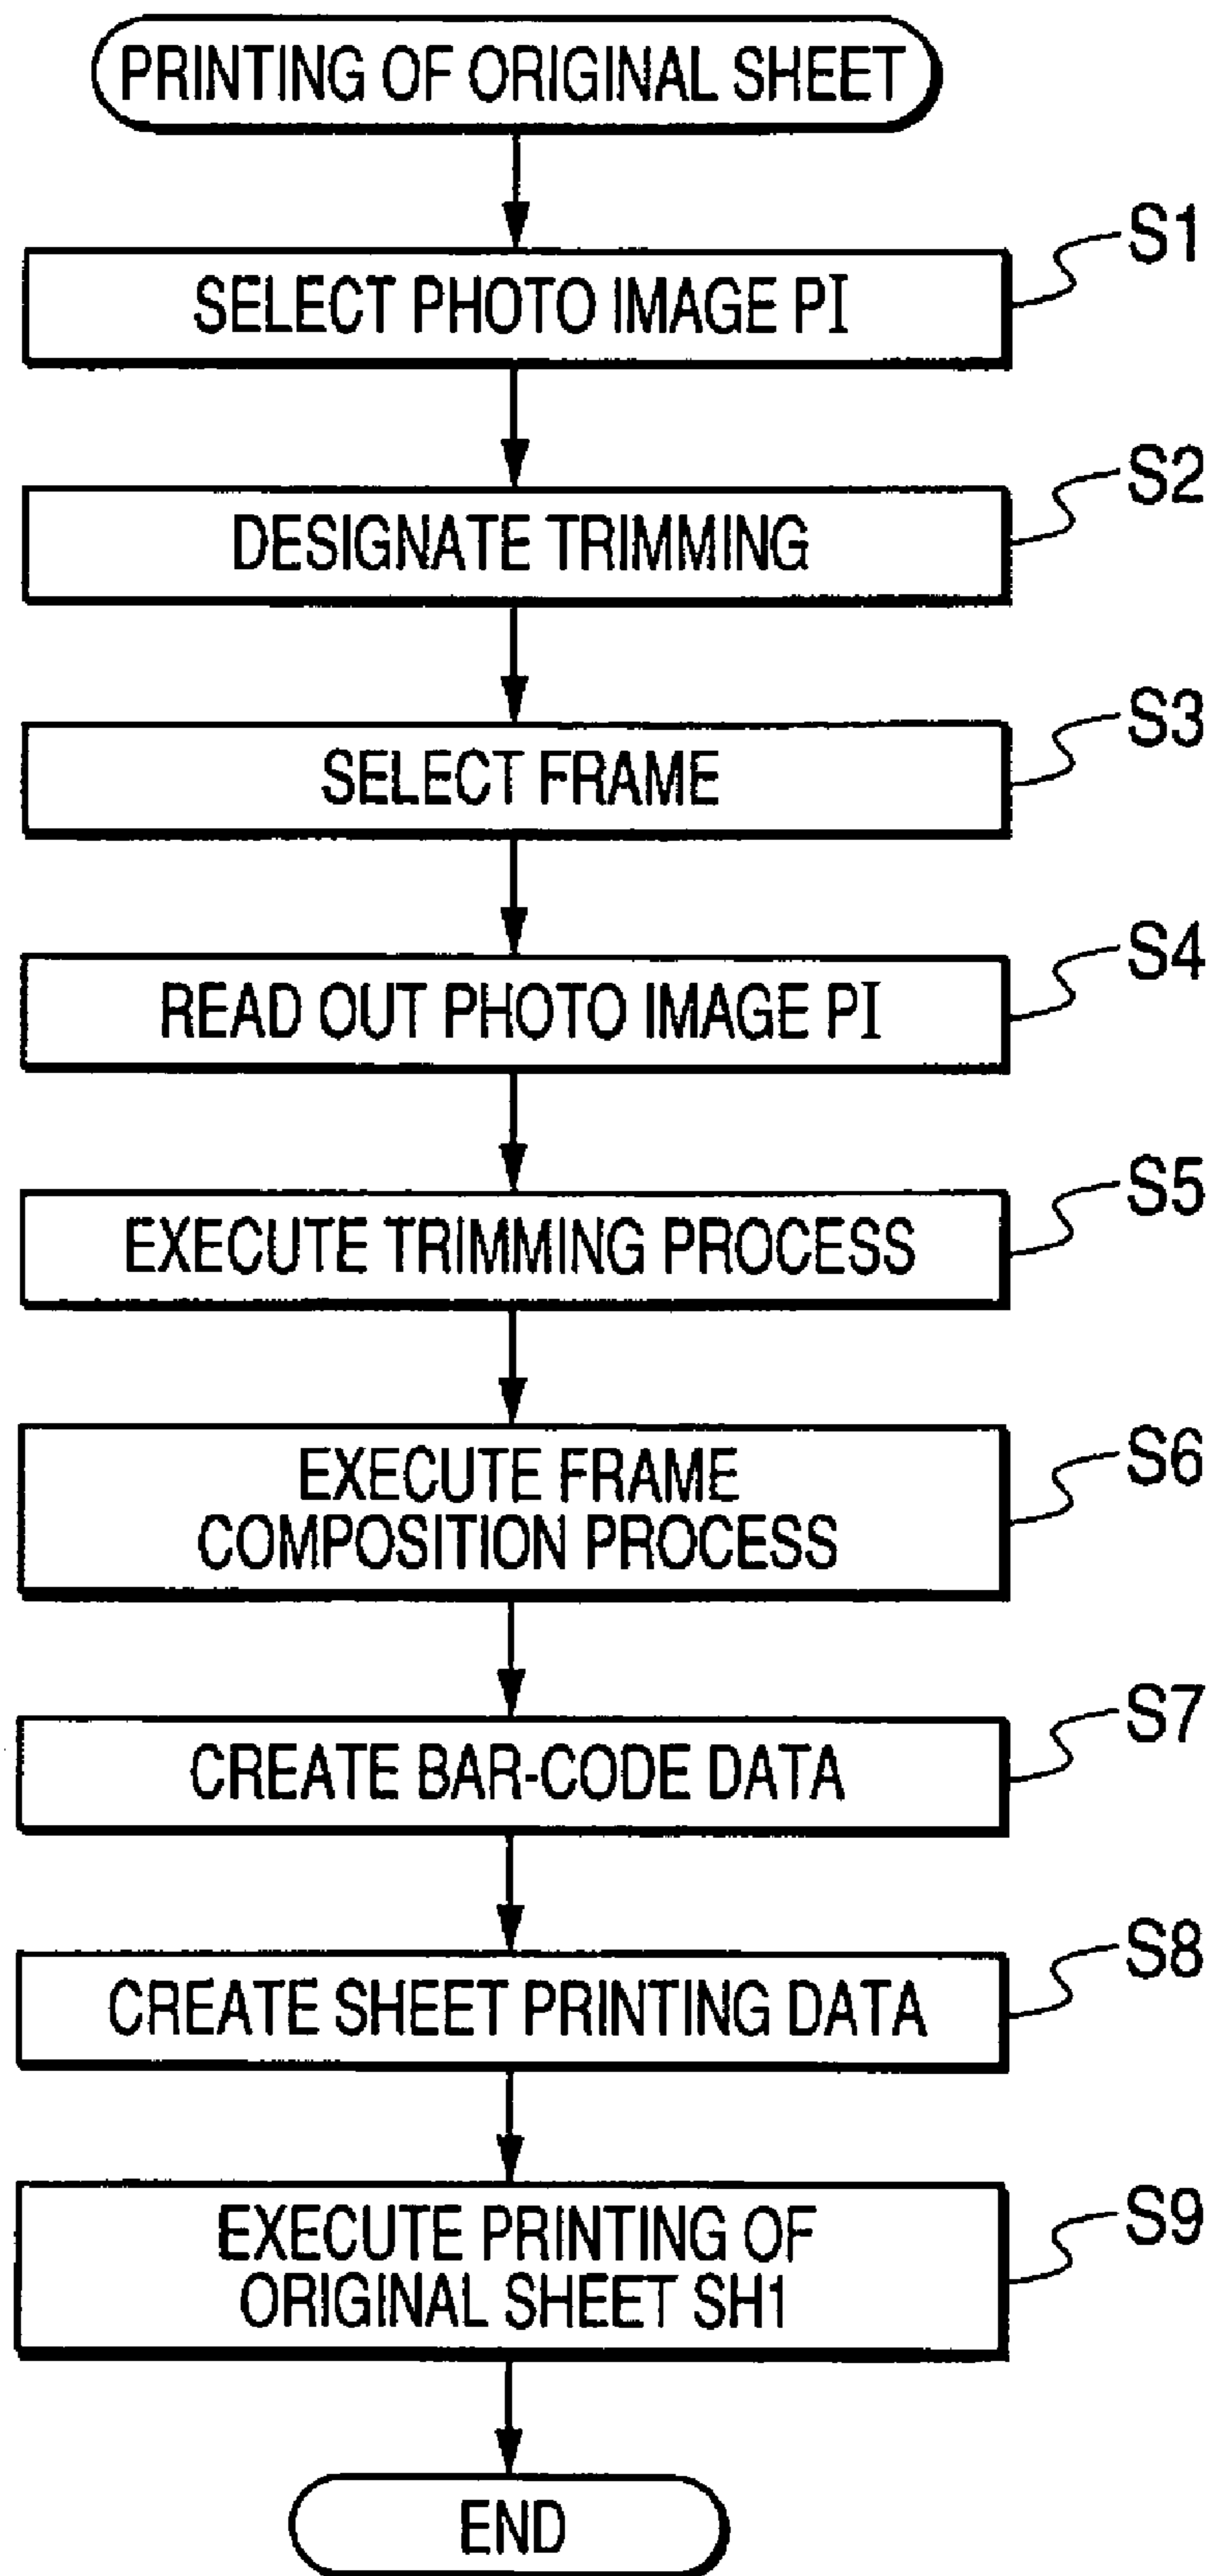 PRINTING OF ORIGINAL SHEET
S1
SELECT PHOTO IMAGE PI
S2
DESIGNATE TRIMMING
S3
SELECT FRAME
S4
READ OUT PHOTO IMAGE PI
S5
EXECUTE TRIMMING PROCESS
S6
EXECUTE FRAME
COMPOSITION PROCESS
S7
CREATE BAR-CODE DATA
S8
CREATE SHEET PRINTING DATA
S9
EXECUTE PRINTING OF
ORIGINAL SHEET SH1
END